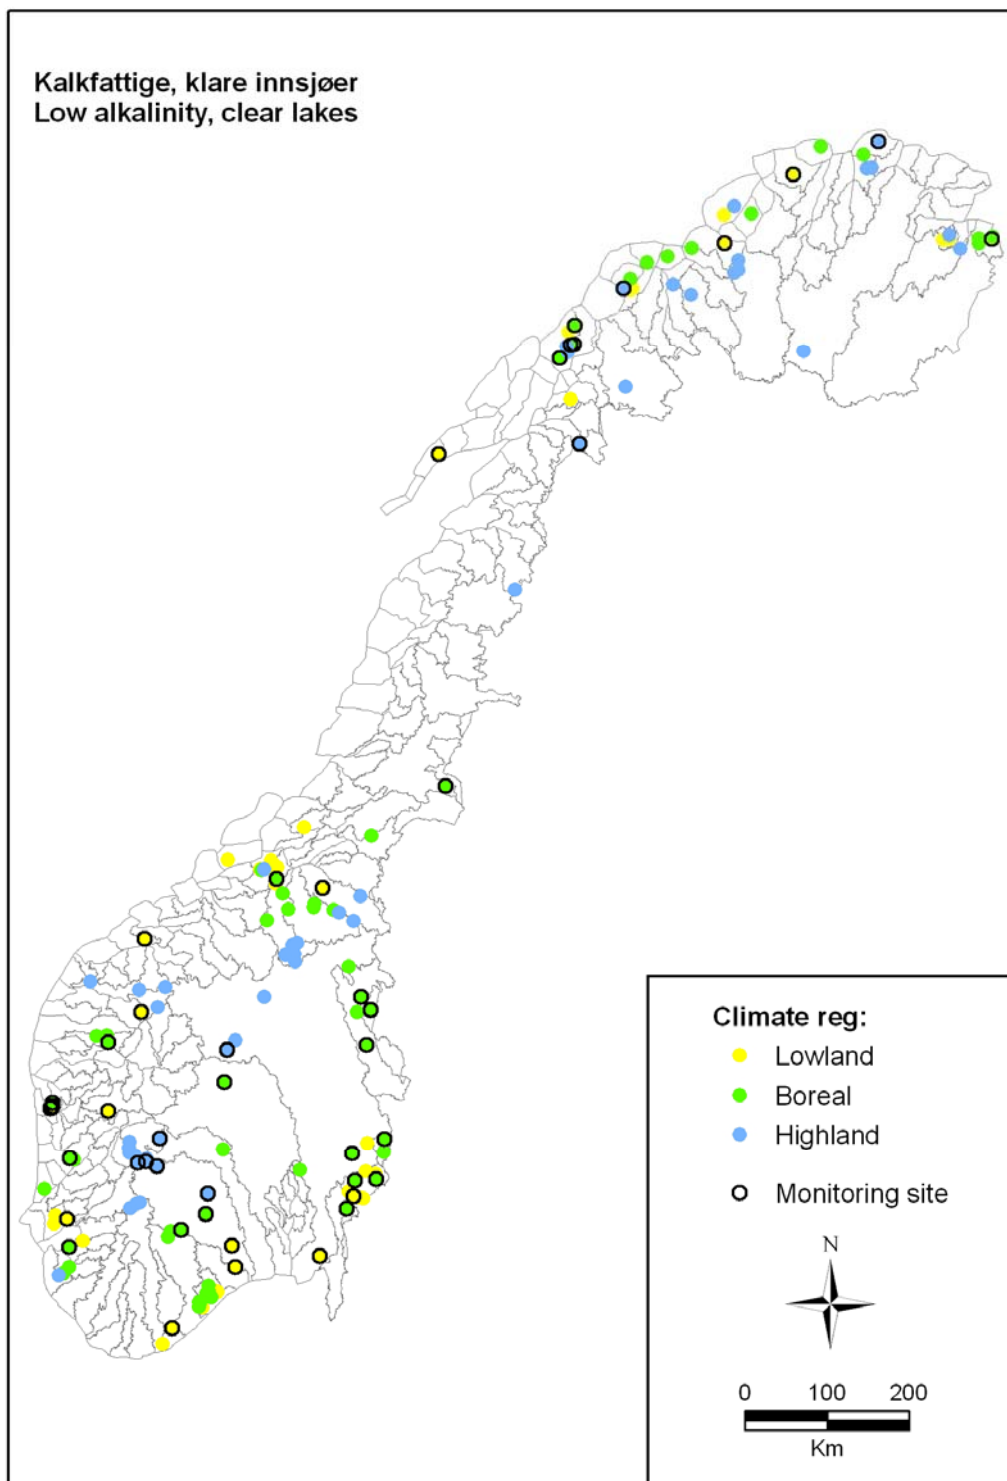 Kalkfattige, klare innsjøer
Low alkalinity, clear lakes
Climate reg:
Lowland
Boreal
Highland
Monitoring site
N
0 100 200
Km